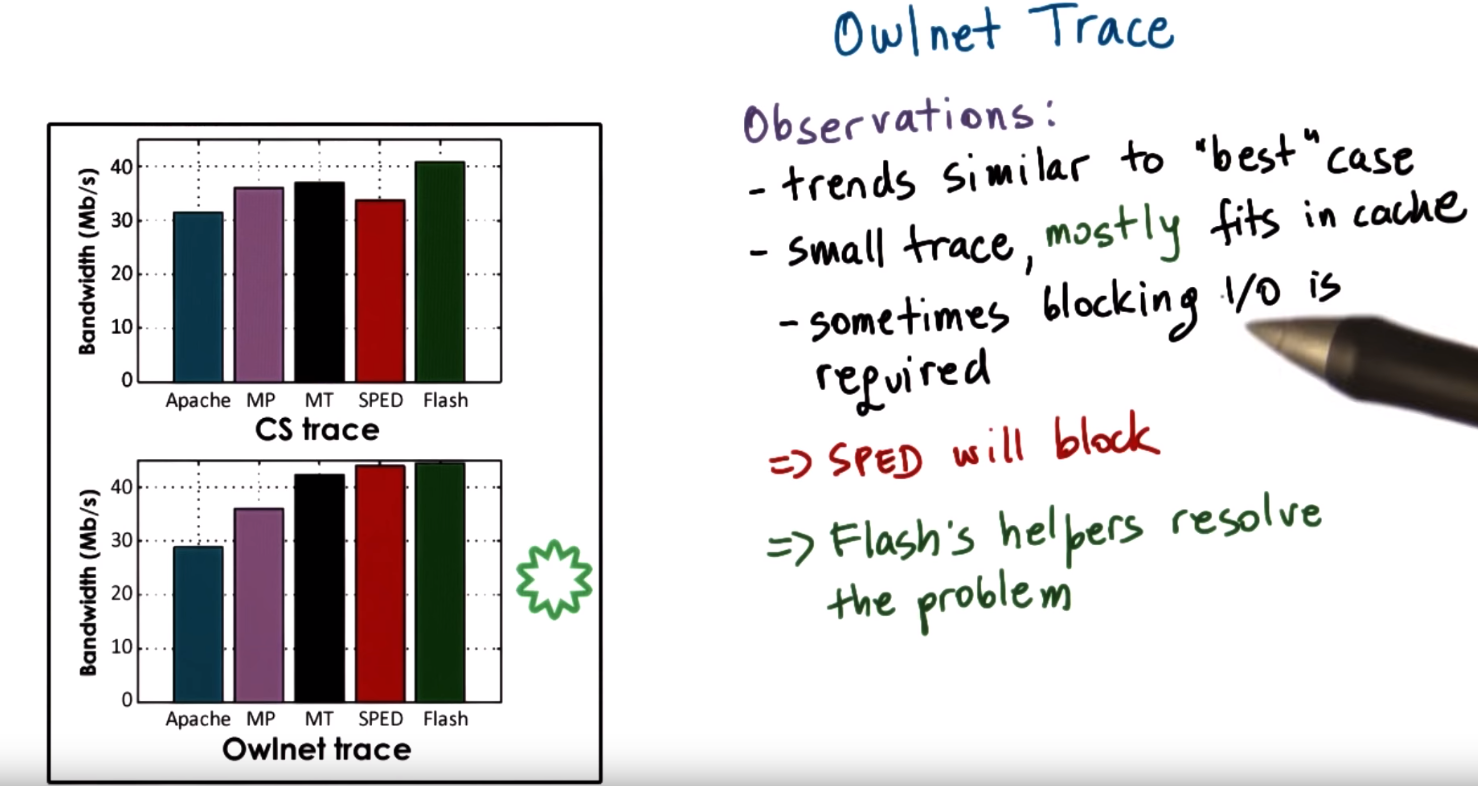 Owlnet Trace
Observations:
- trends similar to "best" case
- small trace, mostly fits in cache
- sometimes blocking I/O is
required
=> SPED will block
=> Flash's helpers resolve
the problem
Bandwidth (Mb/s)
40
30
20
10
0
Apache MP MT SPED Flash
CS trace
Bandwidth (Mb/s)
40
30
20
10
0
Apache MP MT SPED Flash
Owlnet trace